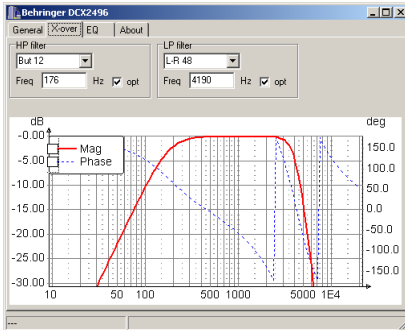 Behringer DCX2496
General X-over EQ About
HP filter
But 12
Freq 176 Hz opt
LP filter
L-R 48
Freq 4190 Hz opt
dB deg
-0.00
-5.00
-10.00
-15.00
-20.00
-25.00
-30.00
Mag
Phase
150.0
100.0
50.0
0.0
-50.0
-100.0
-150.0
10 50 100 500 1000 5000 1E4
---